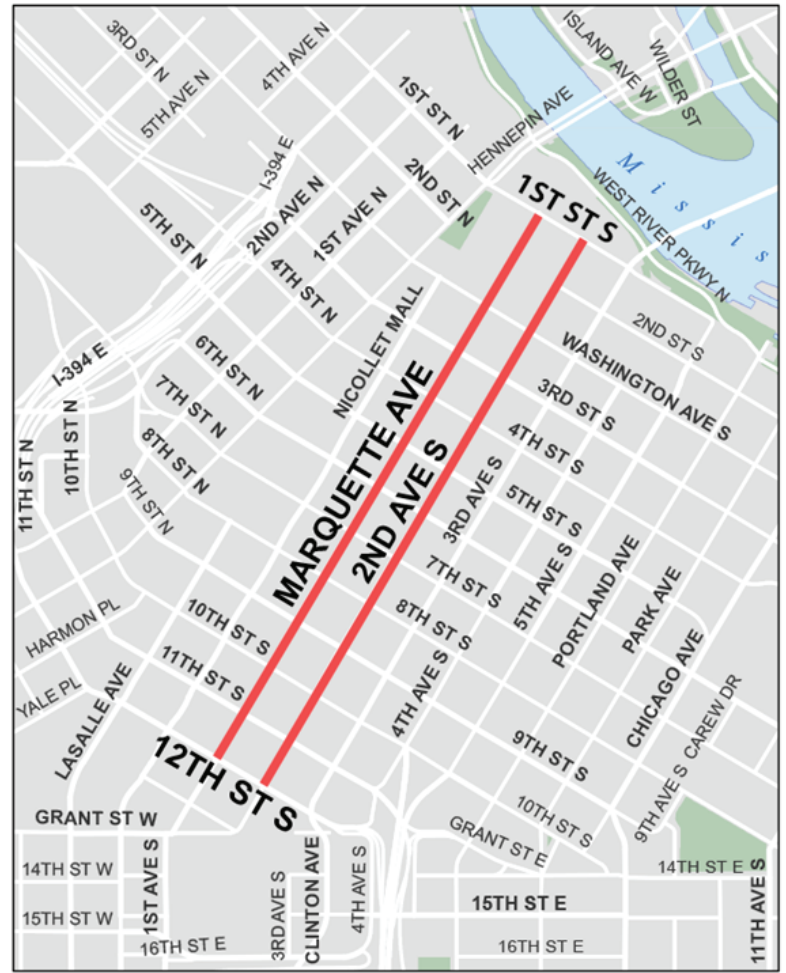 3RD ST N
4TH AVE N
5TH AVE N
1ST ST N
ISLAND AVE W
WILDER ST
HENNEPIN AVE
I-394 E
2ND ST N
Missis
1ST ST S
WEST RIVER PKWY N
2ND AVE N
1ST AVE N
5TH ST N
4TH ST N
NICOLLET MALL
2ND ST S
WASHINGTON AVE S
I-394 E
6TH ST N
7TH ST N
3RD ST S
MARQUETTE AVE
4TH ST S
2ND AVE S
10TH ST N
11TH ST N
8TH ST N
9TH ST N
3RD AVE S
5TH ST S
7TH ST S
5TH AVE S
PORTLAND AVE
PARK AVE
HARMON PL
10TH ST S
8TH ST S
11TH ST S
YALE PL
LASALLE AVE
4TH AVE S
CHICAGO AVE
CAREW DR
12TH ST S
9TH ST S
9TH AVE S
GRANT ST W
10TH ST S
GRANT ST E
14TH ST W
1ST AVE S
3RD AVE S
CLINTON AVE
4TH AVE S
14TH ST E
11TH AVE S
15TH ST W
15TH ST E
16TH ST E
16TH ST E